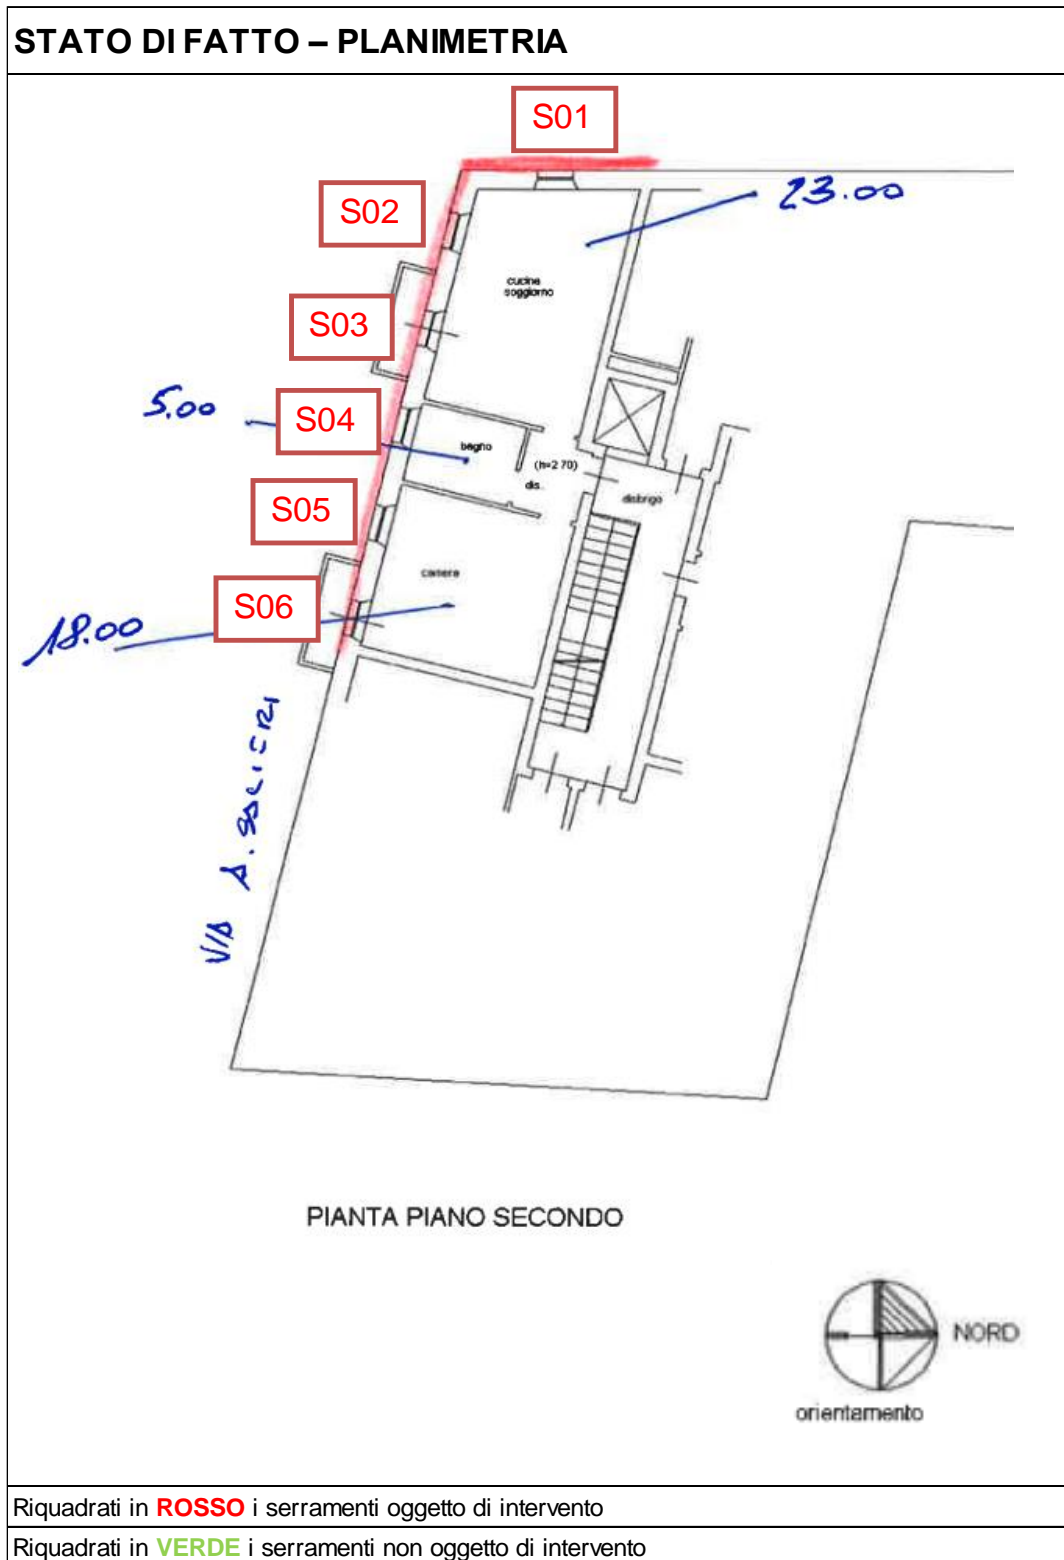 STATO DI FATTO – PLANIMETRIA
S01
23.00
S02
cucina
soggiorno
S03
5.00
S04
bagno
(h=2 70)
dis.
disbrigo
S05
camera
S06
18.00
VIA A.
PIANTA PIANO SECONDO
NORD
orientamento
Riquadrati in ROSSO i serramenti oggetto di intervento
Riquadrati in VERDE i serramenti non oggetto di intervento